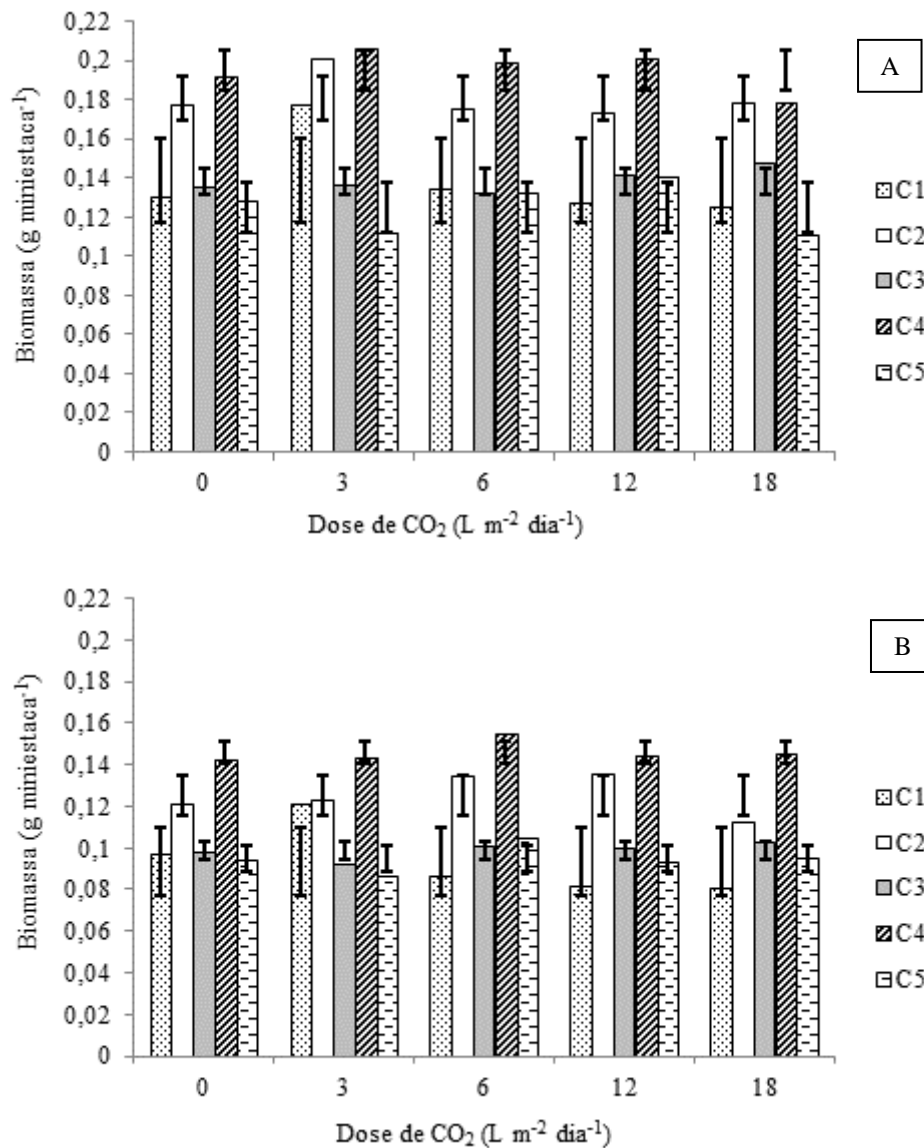 A
0,22
0,2
0,18
0,16
0,14
0,12
0,1
0,08
0,06
0,04
0,02
0
Biomassa (g miniestaca⁻¹)
0 3 6 12 18
Dose de CO₂ (L m⁻² dia⁻¹)
C1
C2
C3
C4
C5
B
0,22
0,2
0,18
0,16
0,14
0,12
0,1
0,08
0,06
0,04
0,02
0
Biomassa (g miniestaca⁻¹)
0 3 6 12 18
Dose de CO₂ (L m⁻² dia⁻¹)
C1
C2
C3
C4
C5